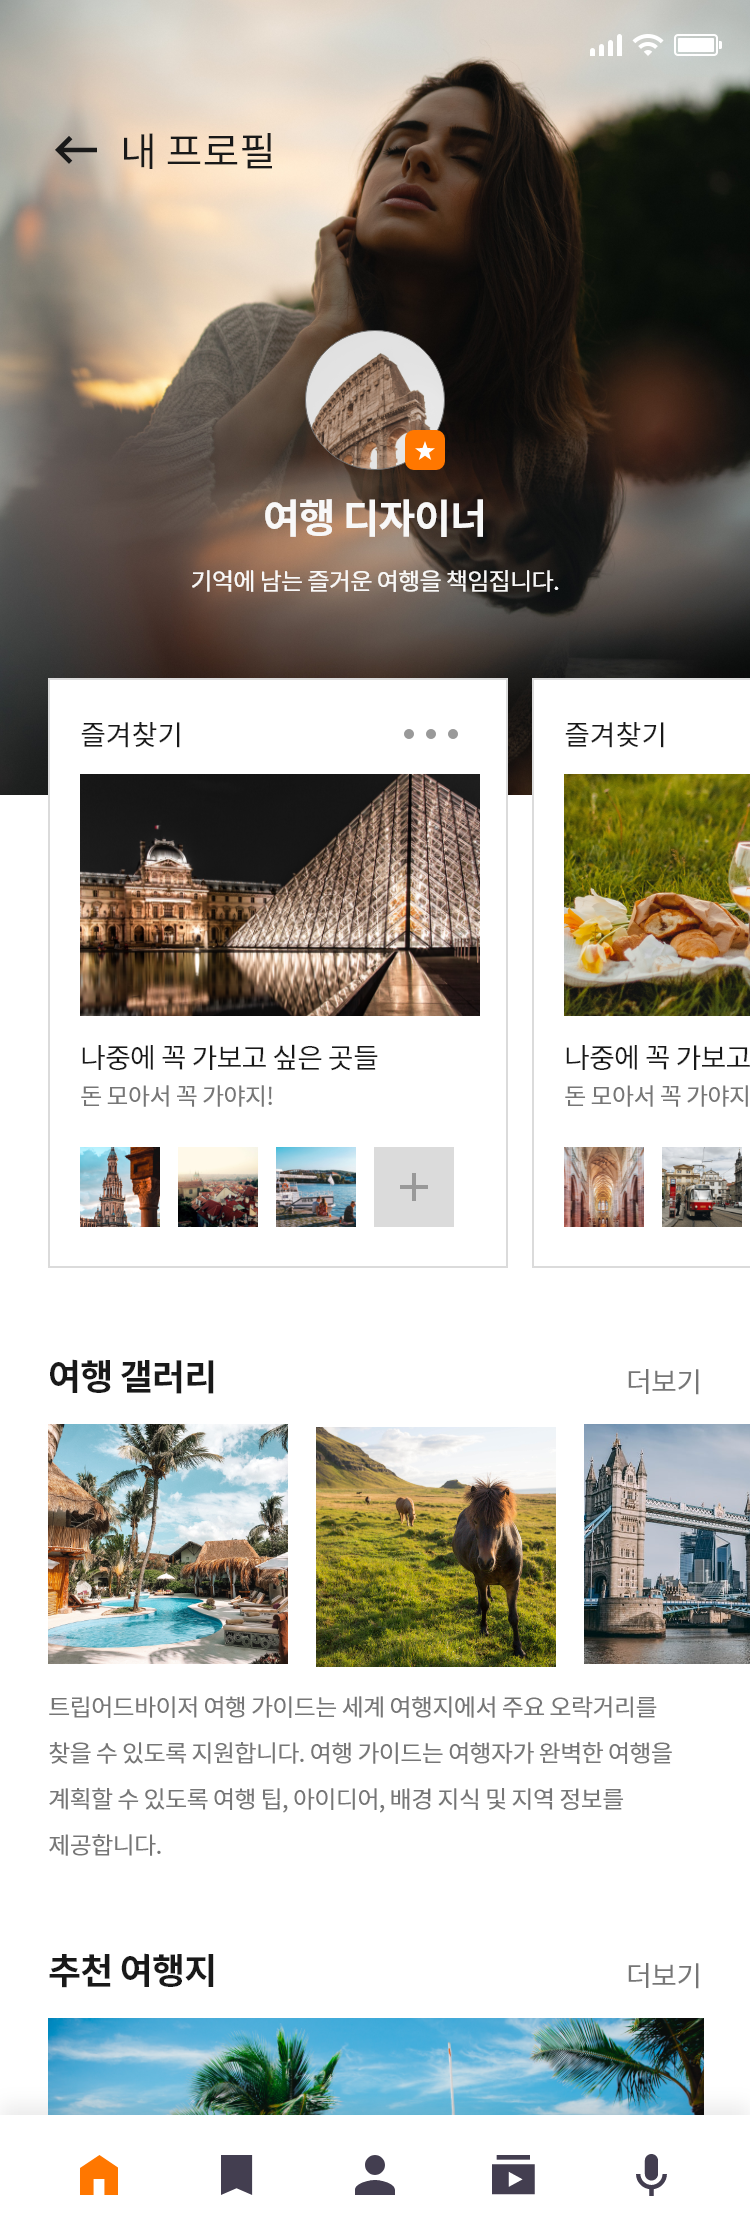 내 프로필
여행 디자이너
기억에 남는 즐거운 여행을 책임집니다.
즐겨찾기
즐겨찾기
나중에 꼭 가보고 싶은 곳들
나중에 꼭 가보고
돈 모아서 꼭 가야지!
돈 모아서 꼭 가야지
여행 갤러리
더보기
트립어드바이저 여행 가이드는 세계 여행지에서 주요 오락거리를
찾을 수 있도록 지원합니다. 여행 가이드는 여행자가 완벽한 여행을
계획할 수 있도록 여행 팁, 아이디어, 배경 지식 및 지역 정보를
제공합니다.
추천 여행지
더보기